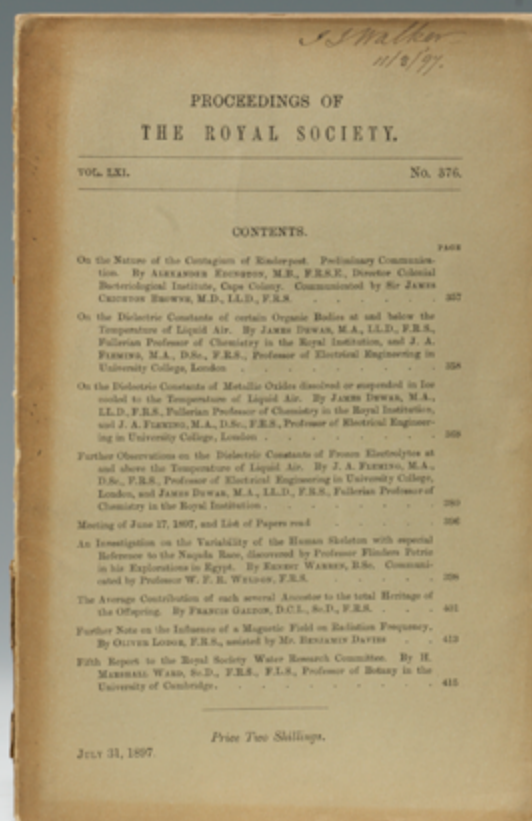 J J Walker
11/8/97.
PROCEEDINGS OF
THE ROYAL SOCIETY.
VOL. LXI. No. 376.
CONTENTS.
PAGE
On the Nature of the Contagium of Rinderpest. Preliminary Communica-
tion. By ALEXANDER EDINGTON, M.B., F.R.S.E., Director Colonial
Bacteriological Institute, Cape Colony. Communicated by Sir JAMES
CRICHTON BROWNE, M.D., LL.D., F.R.S. . . . . . . 357
On the Dielectric Constants of certain Organic Bodies at and below the
Temperature of Liquid Air. By JAMES DEWAR, M.A., LL.D., F.R.S.,
Fullerian Professor of Chemistry in the Royal Institution, and J. A.
FLEMING, M.A., D.Sc., F.R.S., Professor of Electrical Engineering in
University College, London . . . . . . . . 358
On the Dielectric Constants of Metallic Oxides dissolved or suspended in Ice
cooled to the Temperature of Liquid Air. By JAMES DEWAR, M.A.,
LL.D., F.R.S., Fullerian Professor of Chemistry in the Royal Institution,
and J. A. FLEMING, M.A., D.Sc., F.R.S., Professor of Electrical Engineer-
ing in University College, London . . . . . . . 368
Further Observations on the Dielectric Constants of Frozen Electrolytes at
and above the Temperature of Liquid Air. By J. A. FLEMING, M.A.,
D.Sc., F.R.S., Professor of Electrical Engineering in University College,
London, and JAMES DEWAR, M.A., LL.D., F.R.S., Fullerian Professor of
Chemistry in the Royal Institution . . . . . . . 380
Meeting of June 17, 1897, and List of Papers read . . . . 396
An Investigation on the Variability of the Human Skeleton with especial
Reference to the Naqada Race, discovered by Professor Flinders Petrie
in his Explorations in Egypt. By ERNEST WARREN, B.Sc. Communi-
cated by Professor W. F. R. WELDON, F.R.S. . . . . . 398
The Average Contribution of each several Ancestor to the total Heritage of
the Offspring. By FRANCIS GALTON, D.C.L., Sc.D., F.R.S. . . . 401
Further Note on the Influence of a Magnetic Field on Radiation Frequency.
By OLIVER LODGE, F.R.S., assisted by Mr. BENJAMIN DAVIES . . 413
Fifth Report to the Royal Society Water Research Committee. By H.
MARSHALL WARD, Sc.D., F.R.S., F.L.S., Professor of Botany in the
University of Cambridge. . . . . . . . . 415
Price Two Shillings.
JULY 31, 1897.